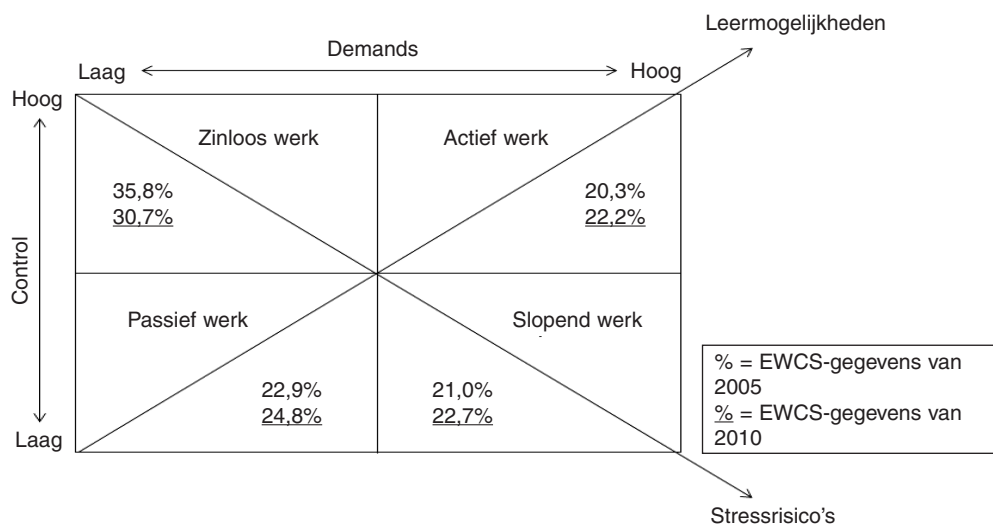 Leermogelijkheden
Demands
Laag
Hoog
Hoog
Zinloos werk
Actief werk
35,8%
30,7%
20,3%
22,2%
Control
Passief werk
Slopend werk
22,9%
24,8%
21,0%
22,7%
Laag
% = EWCS-gegevens van
2005
% = EWCS-gegevens van
2010
Stressrisico's